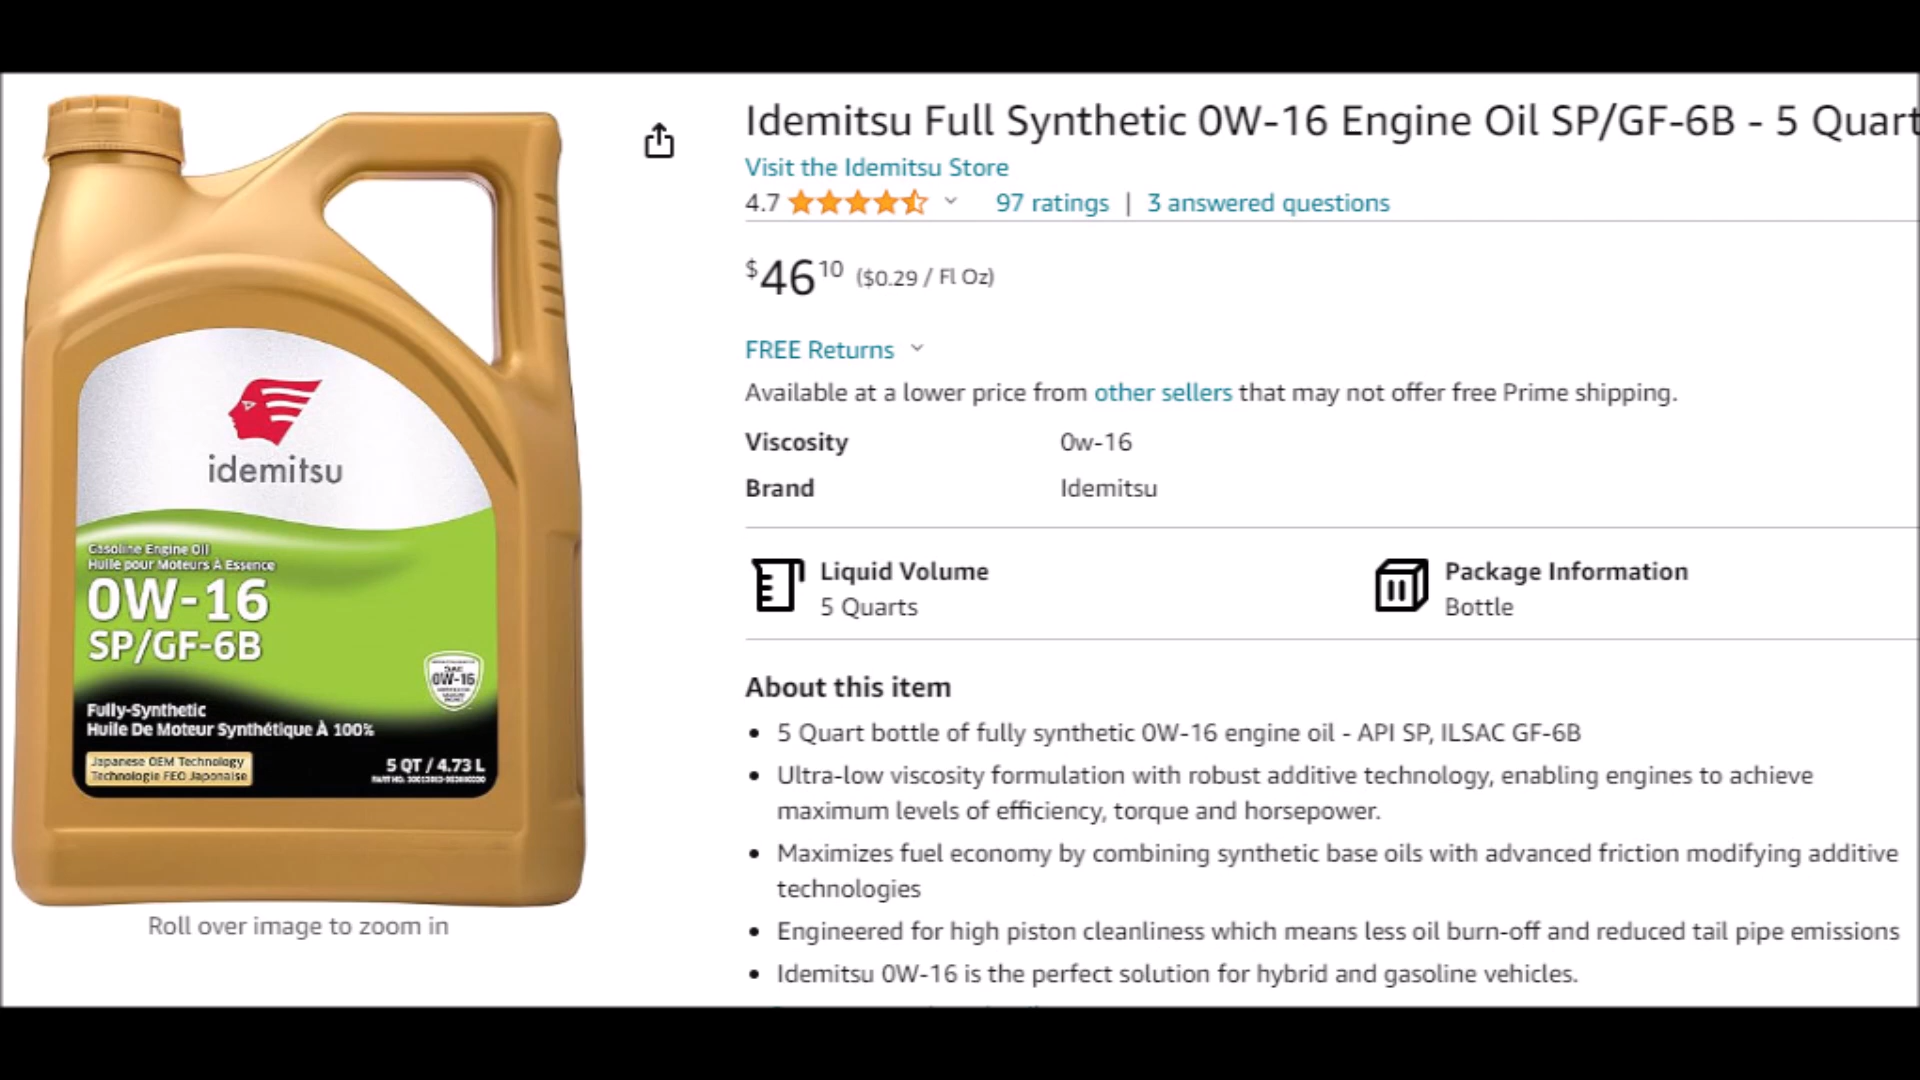 idemitsu
Gasoline Engine Oil
Huile pour Moteurs À Essence
0W-16
SP/GF-6B
SAE
0W-16
Fully-Synthetic
Huile De Moteur Synthétique À 100%
Japanese OEM Technology
Technologie FEO Japonaise
5 QT / 4.73 L
Roll over image to zoom in
Idemitsu Full Synthetic 0W-16 Engine Oil SP/GF-6B - 5 Quart
Visit the Idemitsu Store
4.7 97 ratings | 3 answered questions
$4610 ($0.29 / Fl Oz)
FREE Returns
Available at a lower price from other sellers that may not offer free Prime shipping.
Viscosity 0w-16
Brand Idemitsu
Liquid Volume
5 Quarts
Package Information
Bottle
About this item
• 5 Quart bottle of fully synthetic 0W-16 engine oil - API SP, ILSAC GF-6B
• Ultra-low viscosity formulation with robust additive technology, enabling engines to achieve
maximum levels of efficiency, torque and horsepower.
• Maximizes fuel economy by combining synthetic base oils with advanced friction modifying additive
technologies
• Engineered for high piston cleanliness which means less oil burn-off and reduced tail pipe emissions
• Idemitsu 0W-16 is the perfect solution for hybrid and gasoline vehicles.